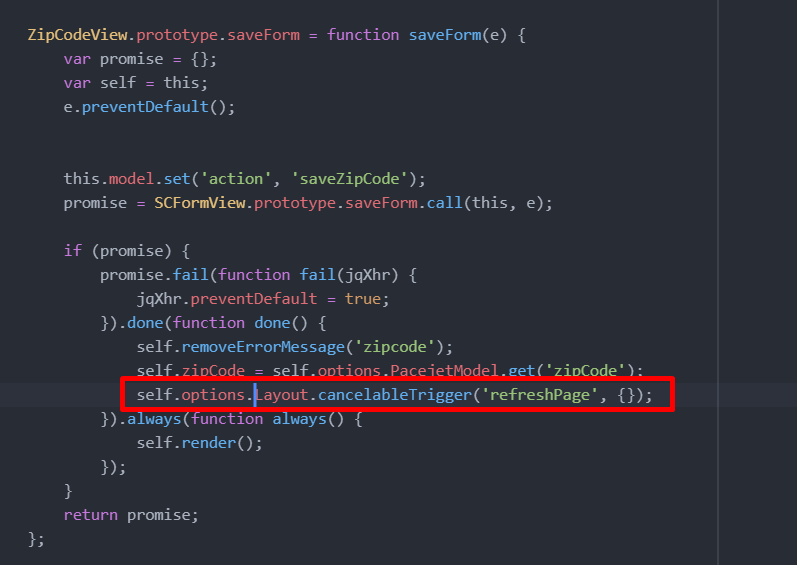 ZipCodeView.prototype.saveForm = function saveForm(e) {
var promise = {};
var self = this;
e.preventDefault();
this.model.set('action', 'saveZipCode');
promise = SCFormView.prototype.saveForm.call(this, e);
if (promise) {
promise.fail(function fail(jqXhr) {
jqXhr.preventDefault = true;
}).done(function done() {
self.removeErrorMessage('zipcode');
self.zipCode = self.options.PacejetModel.get('zipCode');
self.options.Layout.cancelableTrigger('refreshPage', {});
}).always(function always() {
self.render();
});
}
return promise;
};